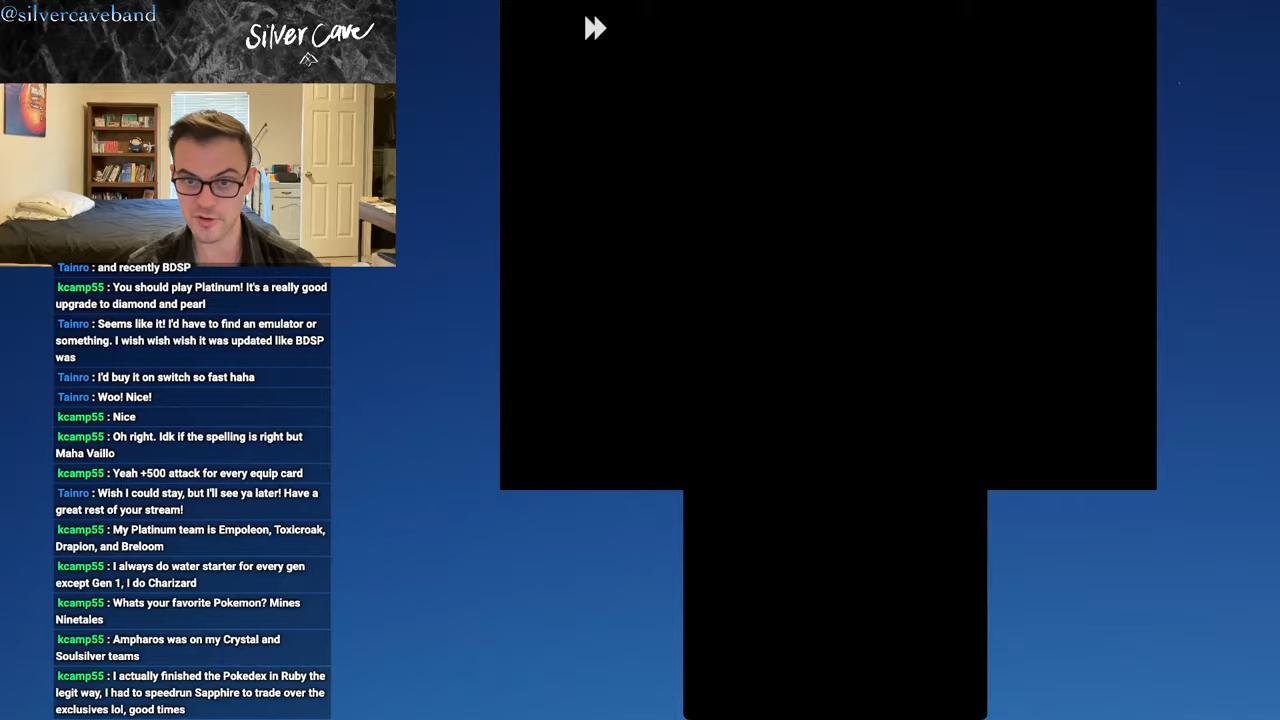 @silvercaveband
Silver Cave
Tainro : and recently BDSP
kcamp55 : You should play Platinum! It's a really good
upgrade to diamond and pearl
Tainro : Seems like it! I'd have to find an emulator or
something. I wish wish wish it was updated like BDSP
was
Tainro : I'd buy it on switch so fast haha
Tainro : Woo! Nice!
kcamp55 : Nice
kcamp55 : Oh right. Idk if the spelling is right but
Maha Vaillo
kcamp55 : Yeah +500 attack for every equip card
Tainro : Wish I could stay, but I'll see ya later! Have a
great rest of your stream!
kcamp55 : My Platinum team is Empoleon, Toxicroak,
Drapion, and Breloom
kcamp55 : I always do water starter for every gen
except Gen 1, I do Charizard
kcamp55 : Whats your favorite Pokemon? Mines
Ninetales
kcamp55 : Ampharos was on my Crystal and
Soulsilver teams
kcamp55 : I actually finished the Pokedex in Ruby the
legit way, I had to speedrun Sapphire to trade over the
exclusives lol, good times